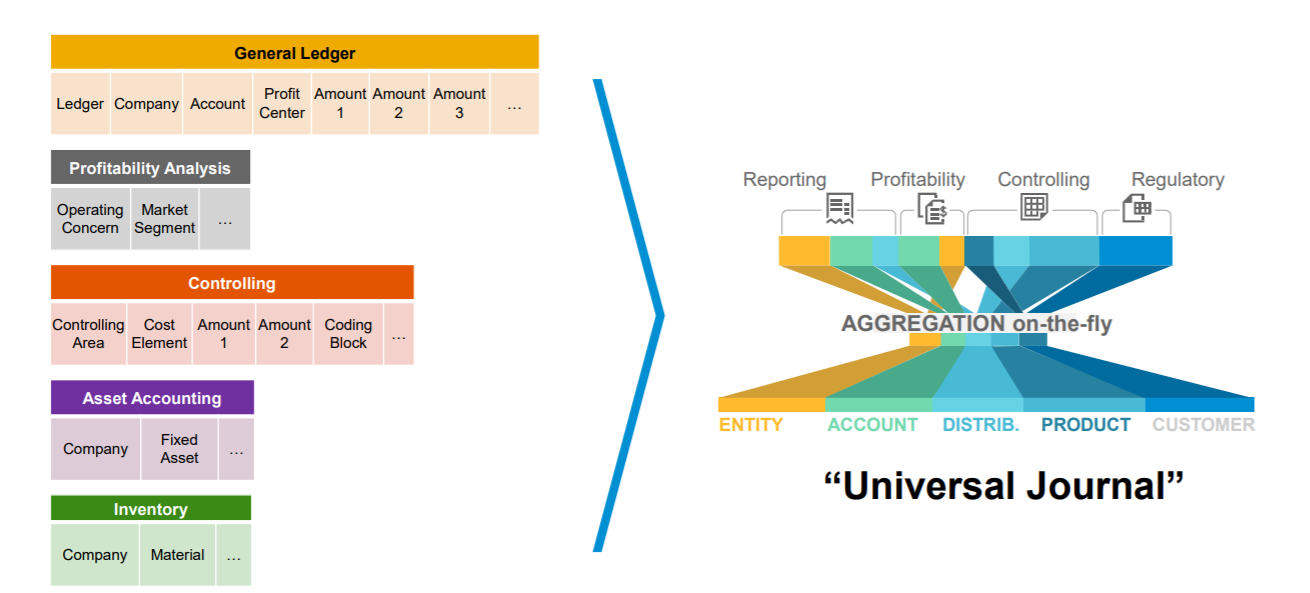 General Ledger
Ledger Company Account Profit Center Amount 1 Amount 2 Amount 3 …
Profitability Analysis
Operating Concern Market Segment …
Controlling
Controlling Area Cost Element Amount 1 Amount 2 Coding Block …
Asset Accounting
Company Fixed Asset …
Inventory
Company Material …
Reporting Profitability Controlling Regulatory
$
AGGREGATION on-the-fly
ENTITY ACCOUNT DISTRIB. PRODUCT CUSTOMER
“Universal Journal”